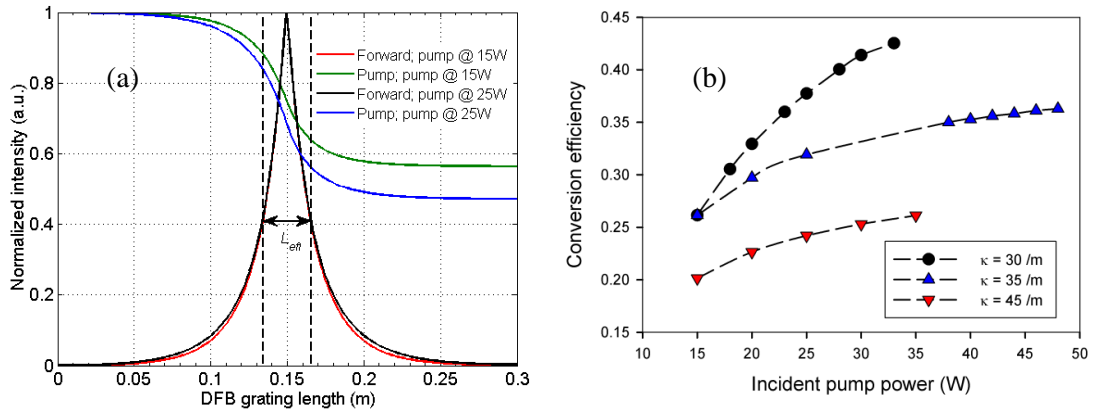 (a)
Forward; pump @ 15W
Pump; pump @ 15W
Forward; pump @ 25W
Pump; pump @ 25W
Normalized intensity (a.u.)
1
0.8
0.6
0.4
0.2
0
L_eff
0 0.05 0.1 0.15 0.2 0.25 0.3
DFB grating length (m)
(b)
Conversion efficiency
0.45
0.40
0.35
0.30
0.25
0.20
0.15
κ = 30 /m
κ = 35 /m
κ = 45 /m
10 15 20 25 30 35 40 45 50
Incident pump power (W)